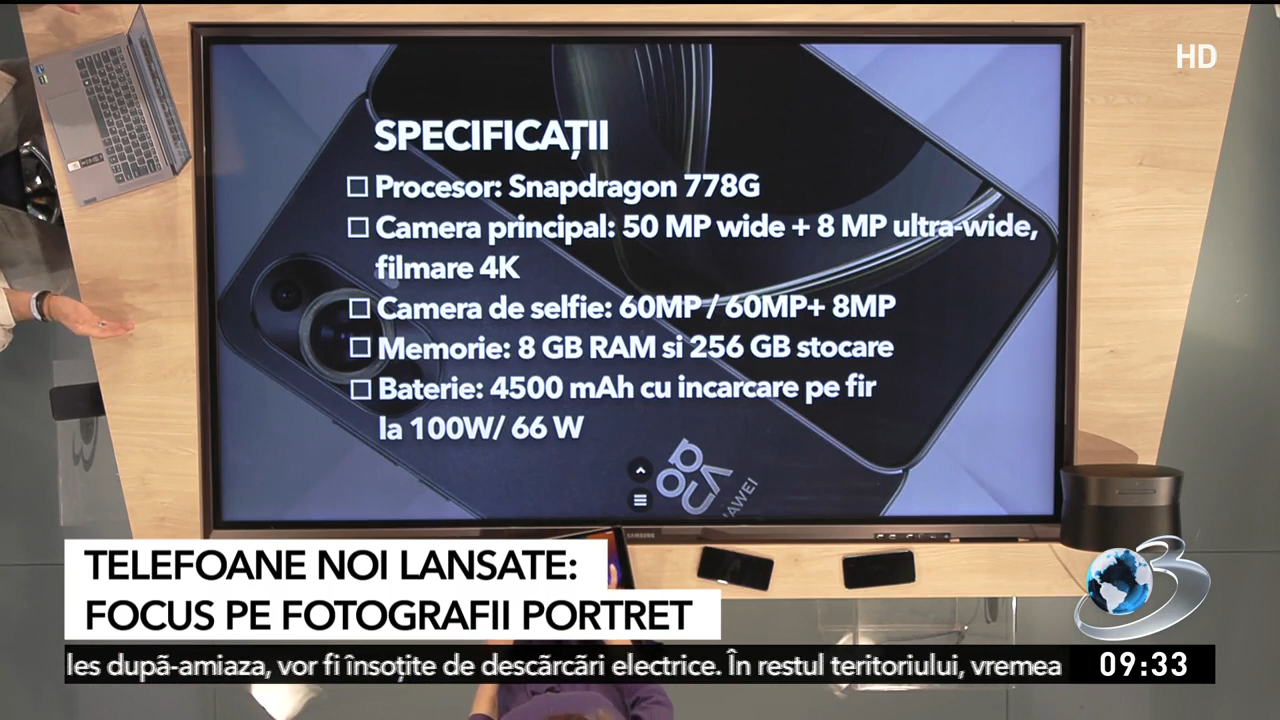 HD
SPECIFICAȚII
□ Procesor: Snapdragon 778G
□ Camera principal: 50 MP wide + 8 MP ultra-wide,
filmare 4K
□ Camera de selfie: 60MP / 60MP+ 8MP
□ Memorie: 8 GB RAM si 256 GB stocare
□ Baterie: 4500 mAh cu incarcare pe fir
la 100W/ 66 W
SAMSUNG
TELEFOANE NOI LANSATE:
FOCUS PE FOTOGRAFII PORTRET
3
les după-amiaza, vor fi însoțite de descărcări electrice. În restul teritoriului, vremea
09:33